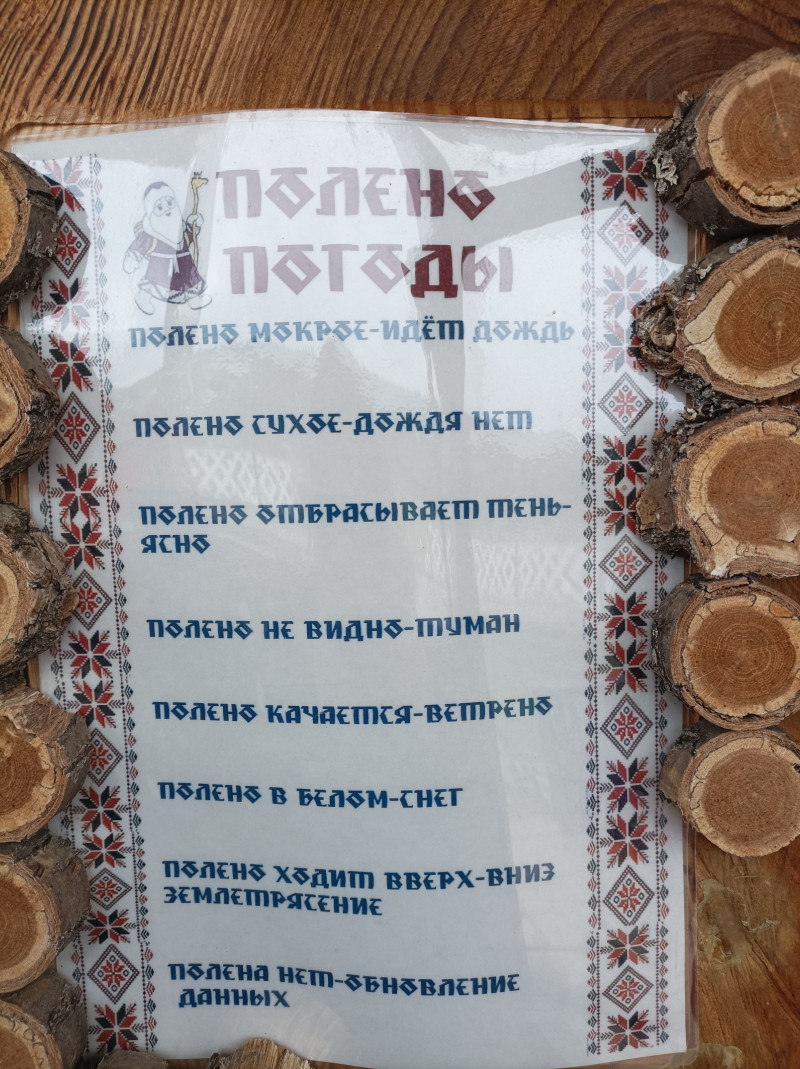 ПОЛЕНО
ПОГОДЫ
ПОЛЕНО МОКРОЕ-ИДЁТ ДОЖДЬ
ПОЛЕНО СУХОЕ-ДОЖДЯ НЕТ
ПОЛЕНО ОТБРАСЫВАЕТ ТЕНЬ-
ЯСНО
ПОЛЕНО НЕ ВИДНО-ТУМАН
ПОЛЕНО КАЧАЕТСЯ-ВЕТРЕНО
ПОЛЕНО В БЕЛОМ-СНЕГ
ПОЛЕНО ХОДИТ ВВЕРХ-ВНИЗ
ЗЕМЛЕТРЯСЕНИЕ
ПОЛЕНА НЕТ-ОБНОВЛЕНИЕ
ДАННЫХ